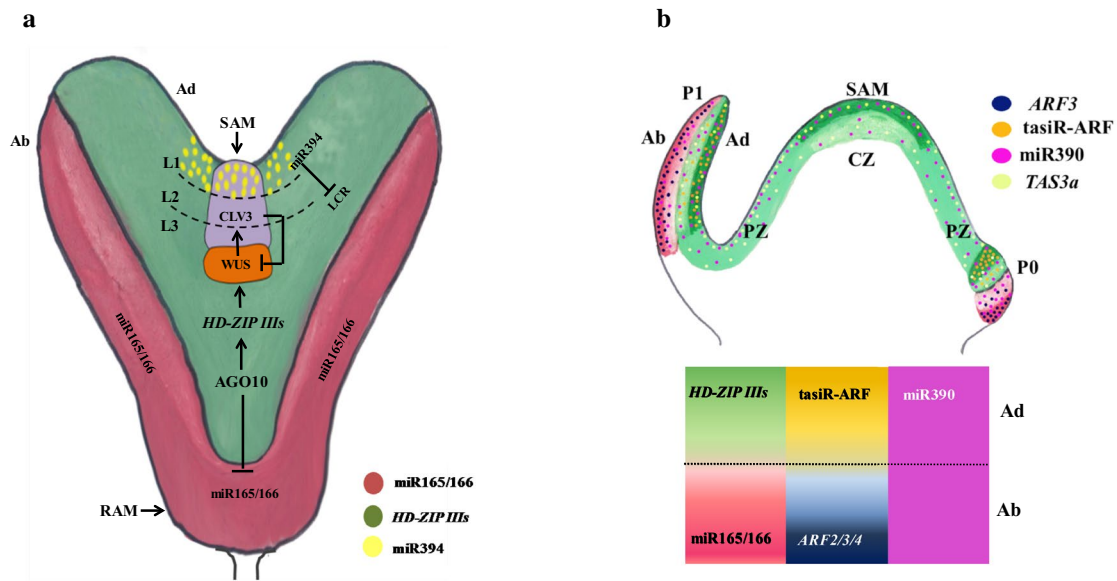 a
Ad
SAM
Ab
L1
miR394
L2
LCR
CLV3
L3
WUS
HD-ZIP IIIs
miR165/166
miR165/166
AGO10
miR165/166
RAM
miR165/166
HD-ZIP IIIs
miR394
b
P1
SAM
Ab
Ad
CZ
PZ
PZ
P0
ARF3
tasiR-ARF
miR390
TAS3a
HD-ZIP IIIs
tasiR-ARF
miR390
Ad
miR165/166
ARF2/3/4
Ab